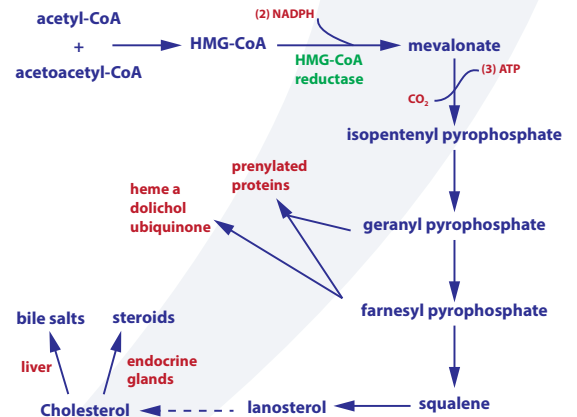 acetyl-CoA
+
acetoacetyl-CoA
HMG-CoA
(2) NADPH
HMG-CoA
reductase
mevalonate
(3) ATP
CO₂
isopentenyl pyrophosphate
prenylated
proteins
heme a
dolichol
ubiquinone
geranyl pyrophosphate
farnesyl pyrophosphate
bile salts
steroids
liver
endocrine
glands
Cholesterol
lanosterol
squalene